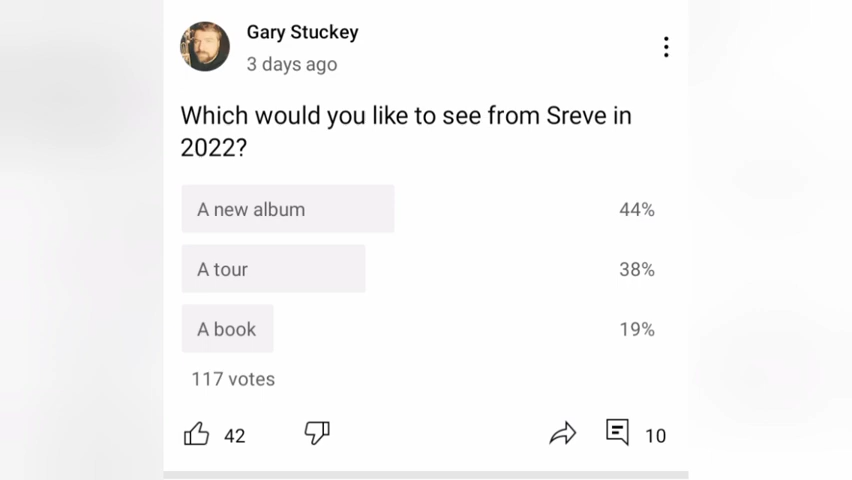 Gary Stuckey
3 days ago
Which would you like to see from Sreve in
2022?
A new album 44%
A tour 38%
A book 19%
117 votes
42 10